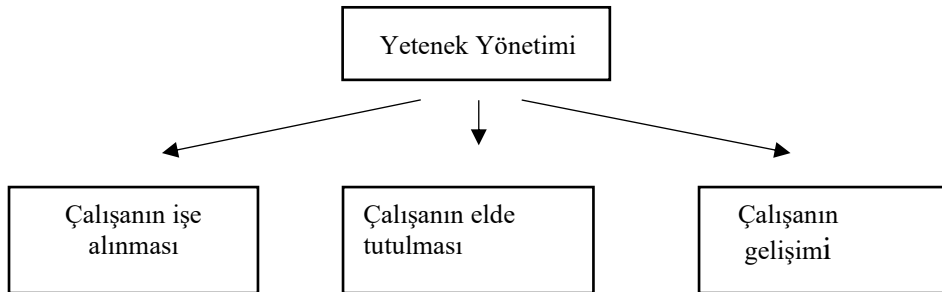 Yetenek Yönetimi
Çalışanın işe
alınması
Çalışanın elde
tutulması
Çalışanın
gelişimi